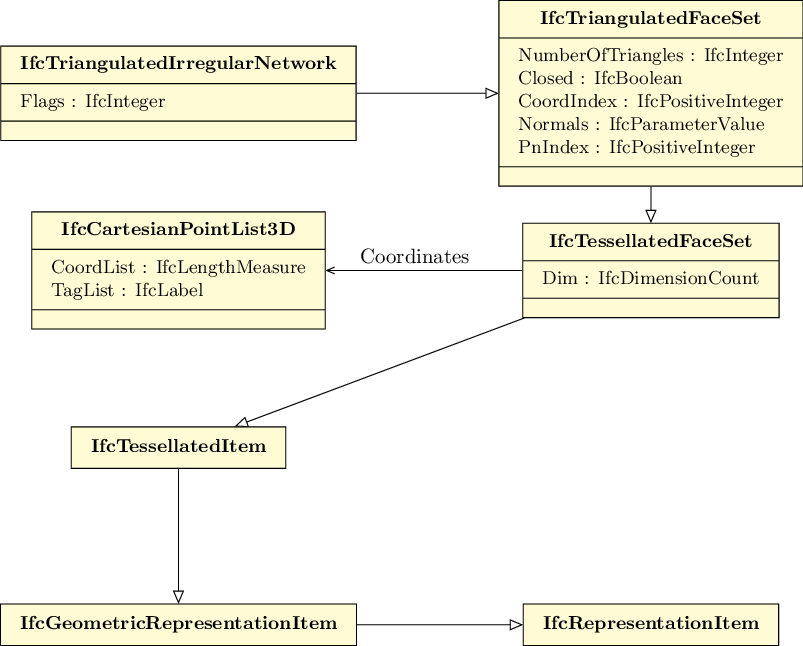 IfcTriangulatedFaceSet
NumberOfTriangles : IfcInteger
Closed : IfcBoolean
CoordIndex : IfcPositiveInteger
Normals : IfcParameterValue
PnIndex : IfcPositiveInteger
IfcTriangulatedIrregularNetwork
Flags : IfcInteger
IfcCartesianPointList3D
CoordList : IfcLengthMeasure
TagList : IfcLabel
Coordinates
IfcTessellatedFaceSet
Dim : IfcDimensionCount
IfcTessellatedItem
IfcGeometricRepresentationItem
IfcRepresentationItem